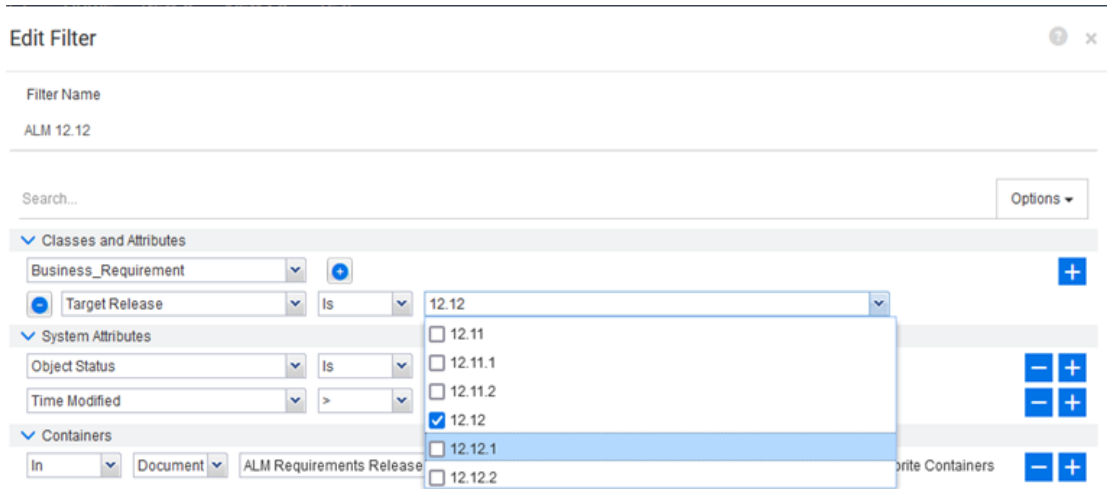 Edit Filter
Filter Name
ALM 12.12
Search...
Options
Classes and Attributes
Business_Requirement
Target Release Is 12.12
12.11
12.11.1
12.11.2
12.12
12.12.1
12.12.2
System Attributes
Object Status Is
Time Modified >
Containers
In Document ALM Requirements Release Containers